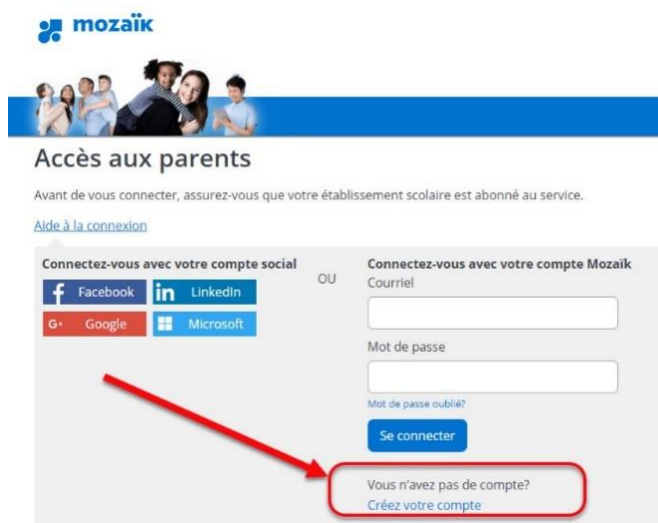 mozaïk
Accès aux parents
Avant de vous connecter, assurez-vous que votre établissement scolaire est abonné au service.
Aide à la connexion
Connectez-vous avec votre compte social
Facebook
LinkedIn
Google
Microsoft
OU
Connectez-vous avec votre compte Mozaïk
Courriel
Mot de passe
Mot de passe oublié?
Se connecter
Vous n'avez pas de compte?
Créez votre compte